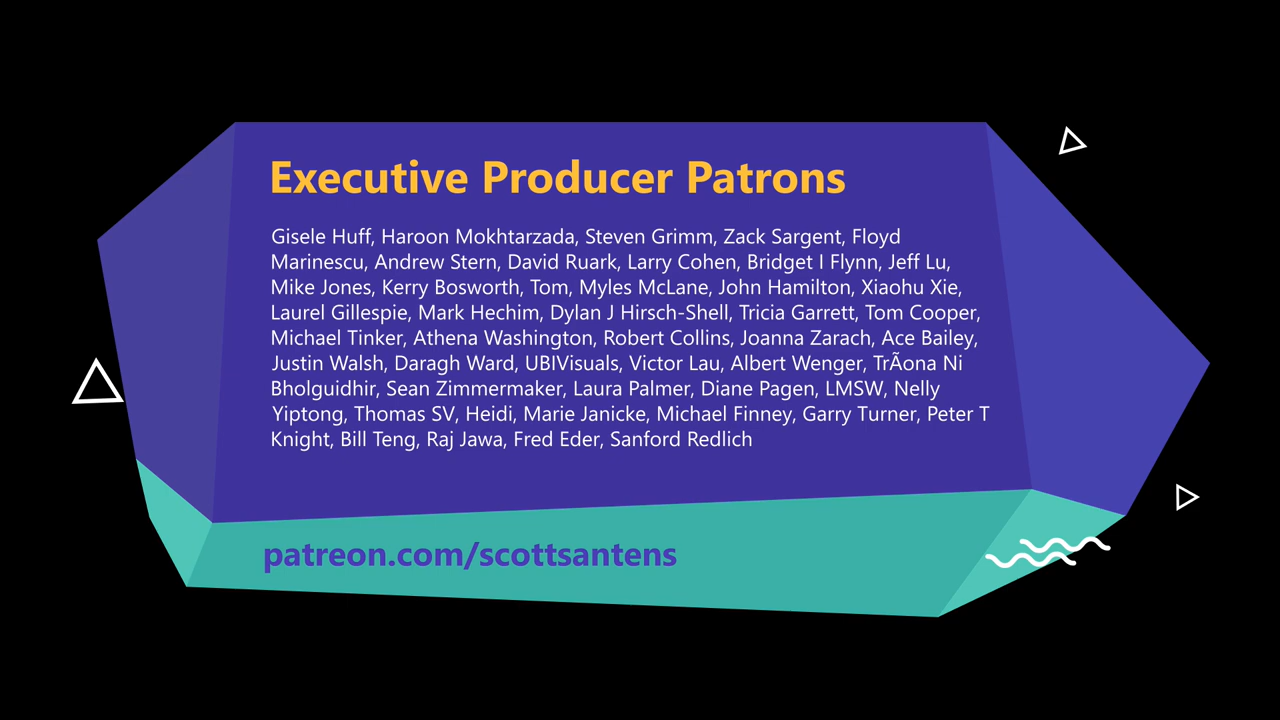 Executive Producer Patrons
Gisele Huff, Haroon Mokhtarzada, Steven Grimm, Zack Sargent, Floyd
Marinescu, Andrew Stern, David Ruark, Larry Cohen, Bridget I Flynn, Jeff Lu,
Mike Jones, Kerry Bosworth, Tom, Myles McLane, John Hamilton, Xiaohu Xie,
Laurel Gillespie, Mark Hechim, Dylan J Hirsch-Shell, Tricia Garrett, Tom Cooper,
Michael Tinker, Athena Washington, Robert Collins, Joanna Zarach, Ace Bailey,
Justin Walsh, Daragh Ward, UBIVisuals, Victor Lau, Albert Wenger, TrÃona Ni
Bholguidhir, Sean Zimmermaker, Laura Palmer, Diane Pagen, LMSW, Nelly
Yiptong, Thomas SV, Heidi, Marie Janicke, Michael Finney, Garry Turner, Peter T
Knight, Bill Teng, Raj Jawa, Fred Eder, Sanford Redlich
patreon.com/scottsantens